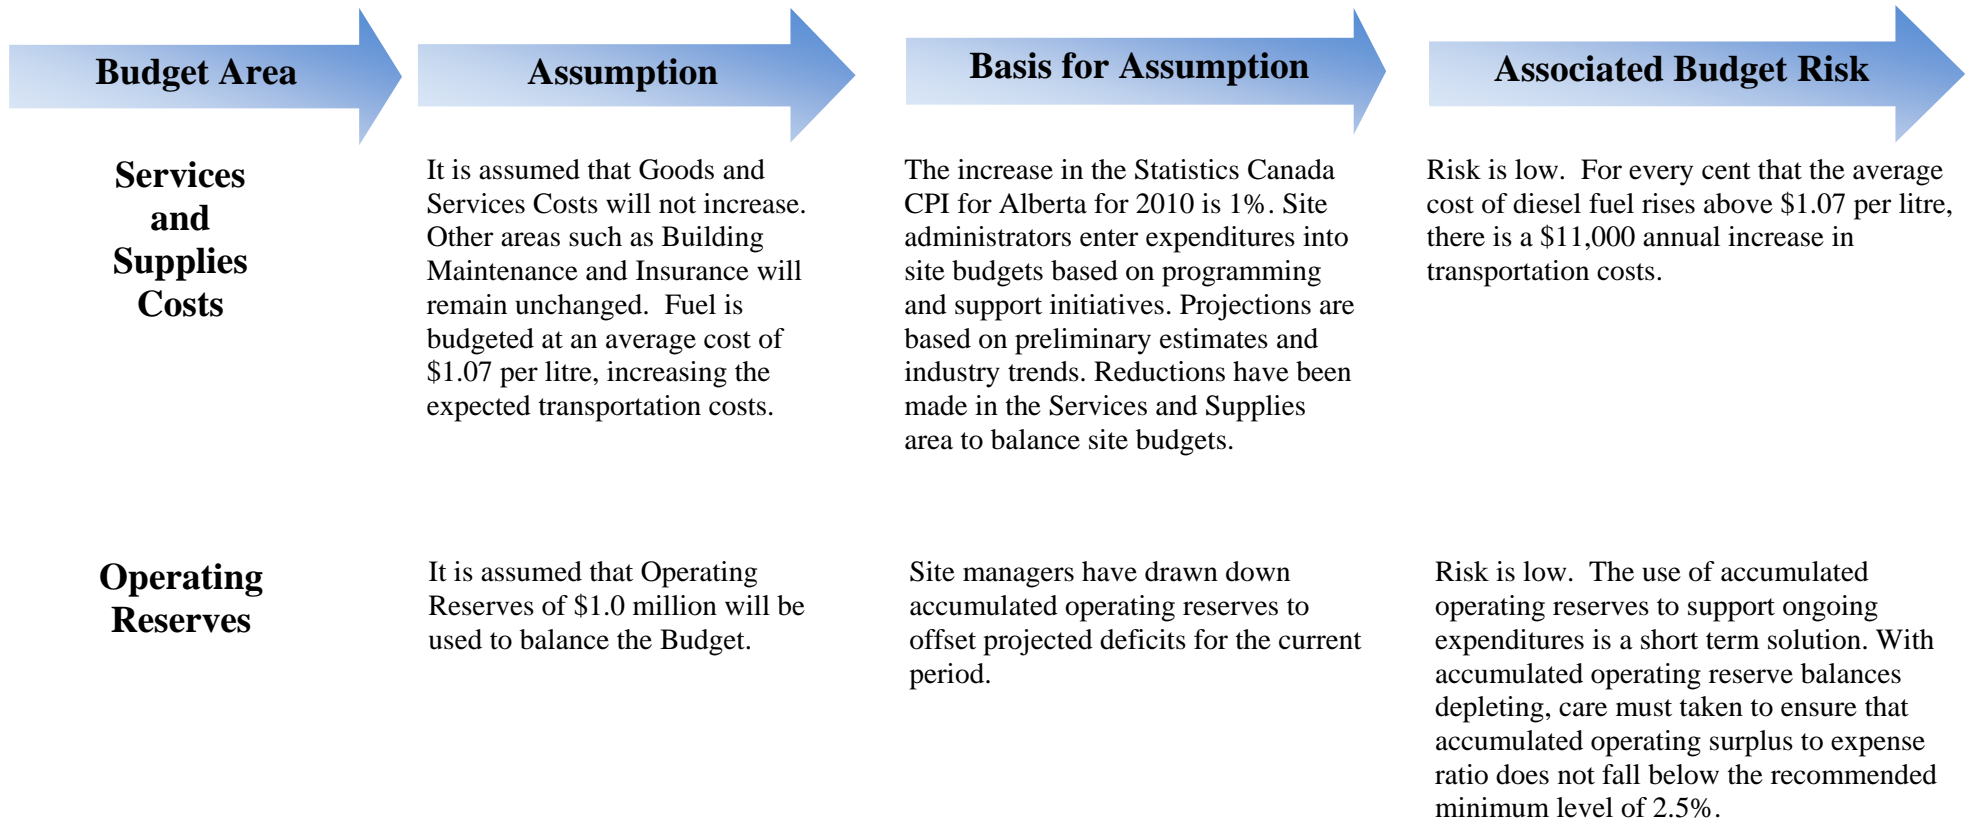 Budget Area
Assumption
Basis for Assumption
Associated Budget Risk
Services
and
Supplies
Costs
It is assumed that Goods and
Services Costs will not increase.
Other areas such as Building
Maintenance and Insurance will
remain unchanged.  Fuel is
budgeted at an average cost of
$1.07 per litre, increasing the
expected transportation costs.
The increase in the Statistics Canada
CPI for Alberta for 2010 is 1%. Site
administrators enter expenditures into
site budgets based on programming
and support initiatives. Projections are
based on preliminary estimates and
industry trends. Reductions have been
made in the Services and Supplies
area to balance site budgets.
Risk is low.  For every cent that the average
cost of diesel fuel rises above $1.07 per litre,
there is a $11,000 annual increase in
transportation costs.
Operating
Reserves
It is assumed that Operating
Reserves of $1.0 million will be
used to balance the Budget.
Site managers have drawn down
accumulated operating reserves to
offset projected deficits for the current
period.
Risk is low.  The use of accumulated
operating reserves to support ongoing
expenditures is a short term solution. With
accumulated operating reserve balances
depleting, care must taken to ensure that
accumulated operating surplus to expense
ratio does not fall below the recommended
minimum level of 2.5%.